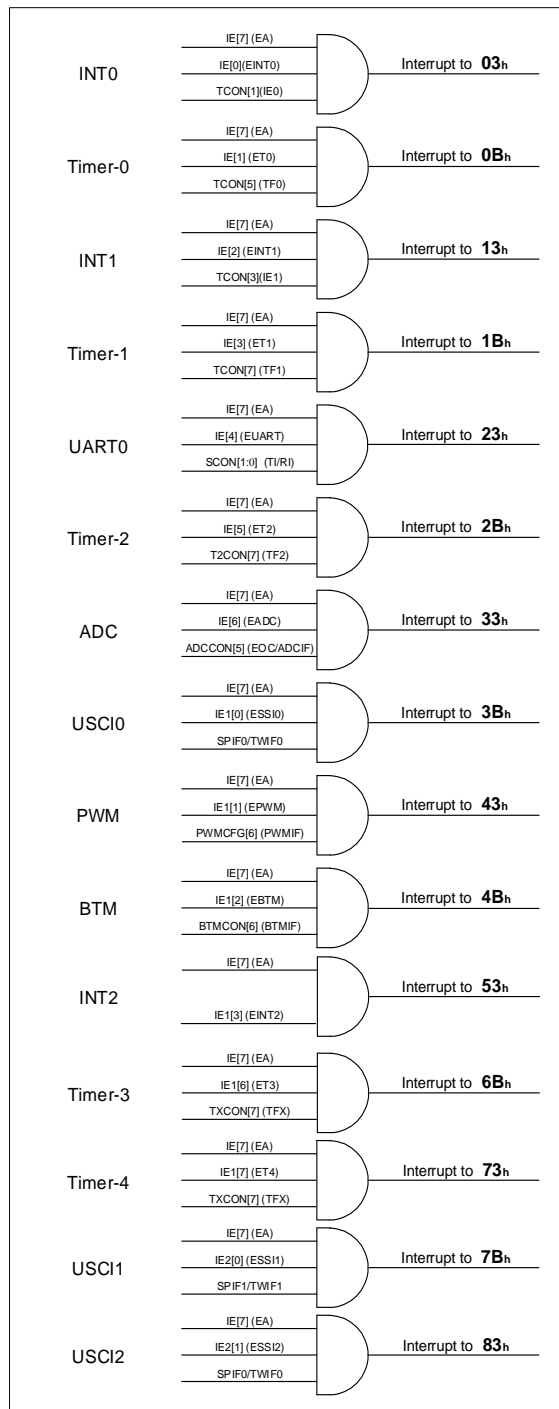 IE[7] (EA)
INT0
IE[0](EINT0)
TCON[1](IE0)
Interrupt to 03h
IE[7] (EA)
Timer-0
IE[1] (ET0)
TCON[5] (TF0)
Interrupt to 0Bh
IE[7] (EA)
INT1
IE[2] (EINT1)
TCON[3](IE1)
Interrupt to 13h
IE[7] (EA)
Timer-1
IE[3] (ET1)
TCON[7] (TF1)
Interrupt to 1Bh
IE[7] (EA)
UART0
IE[4] (EUART)
SCON[1:0] (TI/RI)
Interrupt to 23h
IE[7] (EA)
Timer-2
IE[5] (ET2)
T2CON[7] (TF2)
Interrupt to 2Bh
IE[7] (EA)
ADC
IE[6] (EADC)
ADCCON[5] (EOC/ADCIF)
Interrupt to 33h
IE[7] (EA)
USCI0
IE1[0] (ESSI0)
SPIF0/TWIF0
Interrupt to 3Bh
IE[7] (EA)
PWM
IE1[1] (EPWM)
PWMCFG[6] (PWMIF)
Interrupt to 43h
IE[7] (EA)
BTM
IE1[2] (EBTM)
BTMCON[6] (BTMIF)
Interrupt to 4Bh
IE[7] (EA)
INT2
IE1[3] (EINT2)
Interrupt to 53h
IE[7] (EA)
Timer-3
IE1[6] (ET3)
TXCON[7] (TFX)
Interrupt to 6Bh
IE[7] (EA)
Timer-4
IE1[7] (ET4)
TXCON[7] (TFX)
Interrupt to 73h
IE[7] (EA)
USCI1
IE2[0] (ESSI1)
SPIF1/TWIF1
Interrupt to 7Bh
IE[7] (EA)
USCI2
IE2[1] (ESSI2)
SPIF0/TWIF0
Interrupt to 83h